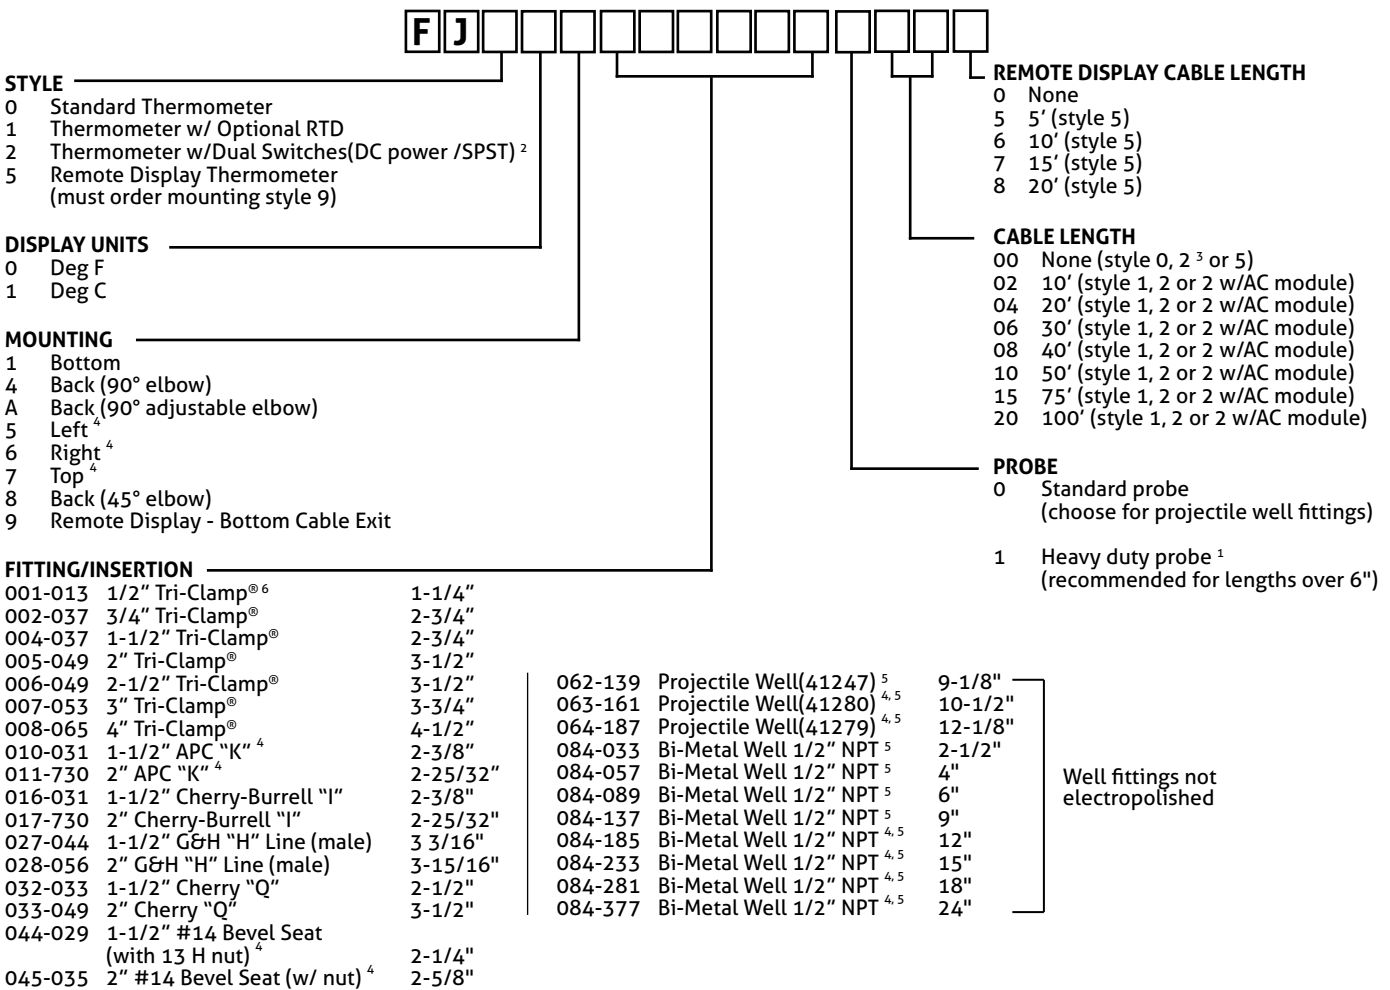 FJ
STYLE
0 Standard Thermometer
1 Thermometer w/ Optional RTD
2 Thermometer w/Dual Switches(DC power /SPST) 2
5 Remote Display Thermometer
(must order mounting style 9)
DISPLAY UNITS
0 Deg F
1 Deg C
MOUNTING
1 Bottom
4 Back (90° elbow)
A Back (90° adjustable elbow)
5 Left 4
6 Right 4
7 Top 4
8 Back (45° elbow)
9 Remote Display - Bottom Cable Exit
FITTING/INSERTION
001-013 1/2” Tri-Clamp® 6 1-1/4”
002-037 3/4” Tri-Clamp® 2-3/4”
004-037 1-1/2” Tri-Clamp® 2-3/4”
005-049 2” Tri-Clamp® 3-1/2”
006-049 2-1/2” Tri-Clamp® 3-1/2”
007-053 3” Tri-Clamp® 3-3/4”
008-065 4” Tri-Clamp® 4-1/2”
010-031 1-1/2” APC “K” 4 2-3/8”
011-730 2” APC “K” 4 2-25/32”
016-031 1-1/2” Cherry-Burrell “I” 2-3/8"
017-730 2” Cherry-Burrell “I” 2-25/32"
027-044 1-1/2” G&H “H” Line (male) 3 3/16"
028-056 2” G&H “H” Line (male) 3-15/16"
032-033 1-1/2” Cherry “Q” 2-1/2"
033-049 2” Cherry “Q” 3-1/2"
044-029 1-1/2” #14 Bevel Seat
(with 13 H nut) 4 2-1/4"
045-035 2” #14 Bevel Seat (w/ nut) 4 2-5/8"
062-139 Projectile Well(41247) 5 9-1/8"
063-161 Projectile Well(41280) 4, 5 10-1/2"
064-187 Projectile Well(41279) 4, 5 12-1/8"
084-033 Bi-Metal Well 1/2” NPT 5 2-1/2"
084-057 Bi-Metal Well 1/2” NPT 5 4"
084-089 Bi-Metal Well 1/2” NPT 5 6"
084-137 Bi-Metal Well 1/2” NPT 5 9"
084-185 Bi-Metal Well 1/2” NPT 4, 5 12"
084-233 Bi-Metal Well 1/2” NPT 4, 5 15"
084-281 Bi-Metal Well 1/2” NPT 4, 5 18"
084-377 Bi-Metal Well 1/2” NPT 4, 5 24"
Well fittings not
electropolished
REMOTE DISPLAY CABLE LENGTH
0 None
5 5’ (style 5)
6 10’ (style 5)
7 15’ (style 5)
8 20’ (style 5)
CABLE LENGTH
00 None (style 0, 2 3 or 5)
02 10’ (style 1, 2 or 2 w/AC module)
04 20’ (style 1, 2 or 2 w/AC module)
06 30’ (style 1, 2 or 2 w/AC module)
08 40’ (style 1, 2 or 2 w/AC module)
10 50’ (style 1, 2 or 2 w/AC module)
15 75’ (style 1, 2 or 2 w/AC module)
20 100’ (style 1, 2 or 2 w/AC module)
PROBE
0 Standard probe
(choose for projectile well fittings)
1 Heavy duty probe 1
(recommended for lengths over 6")